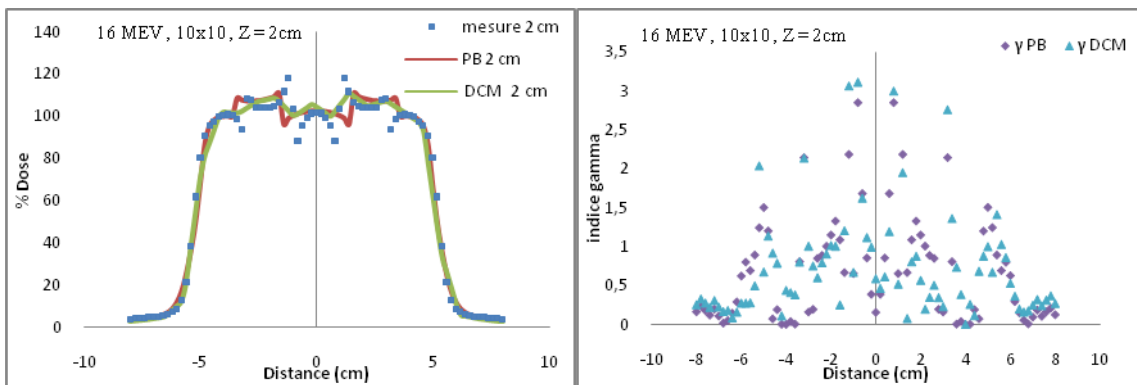 16 MEV, 10x10, Z = 2cm
mesure 2 cm
PB 2 cm
DCM 2 cm
% Dose
140
120
100
80
60
40
20
0
-10
-5
0
5
10
Distance (cm)
16 MEV, 10x10, Z = 2cm
γ PB
γ DCM
indice gamma
3,5
3
2,5
2
1,5
1
0,5
0
-10
-8
-6
-4
-2
0
2
4
6
8
10
Distance (cm)